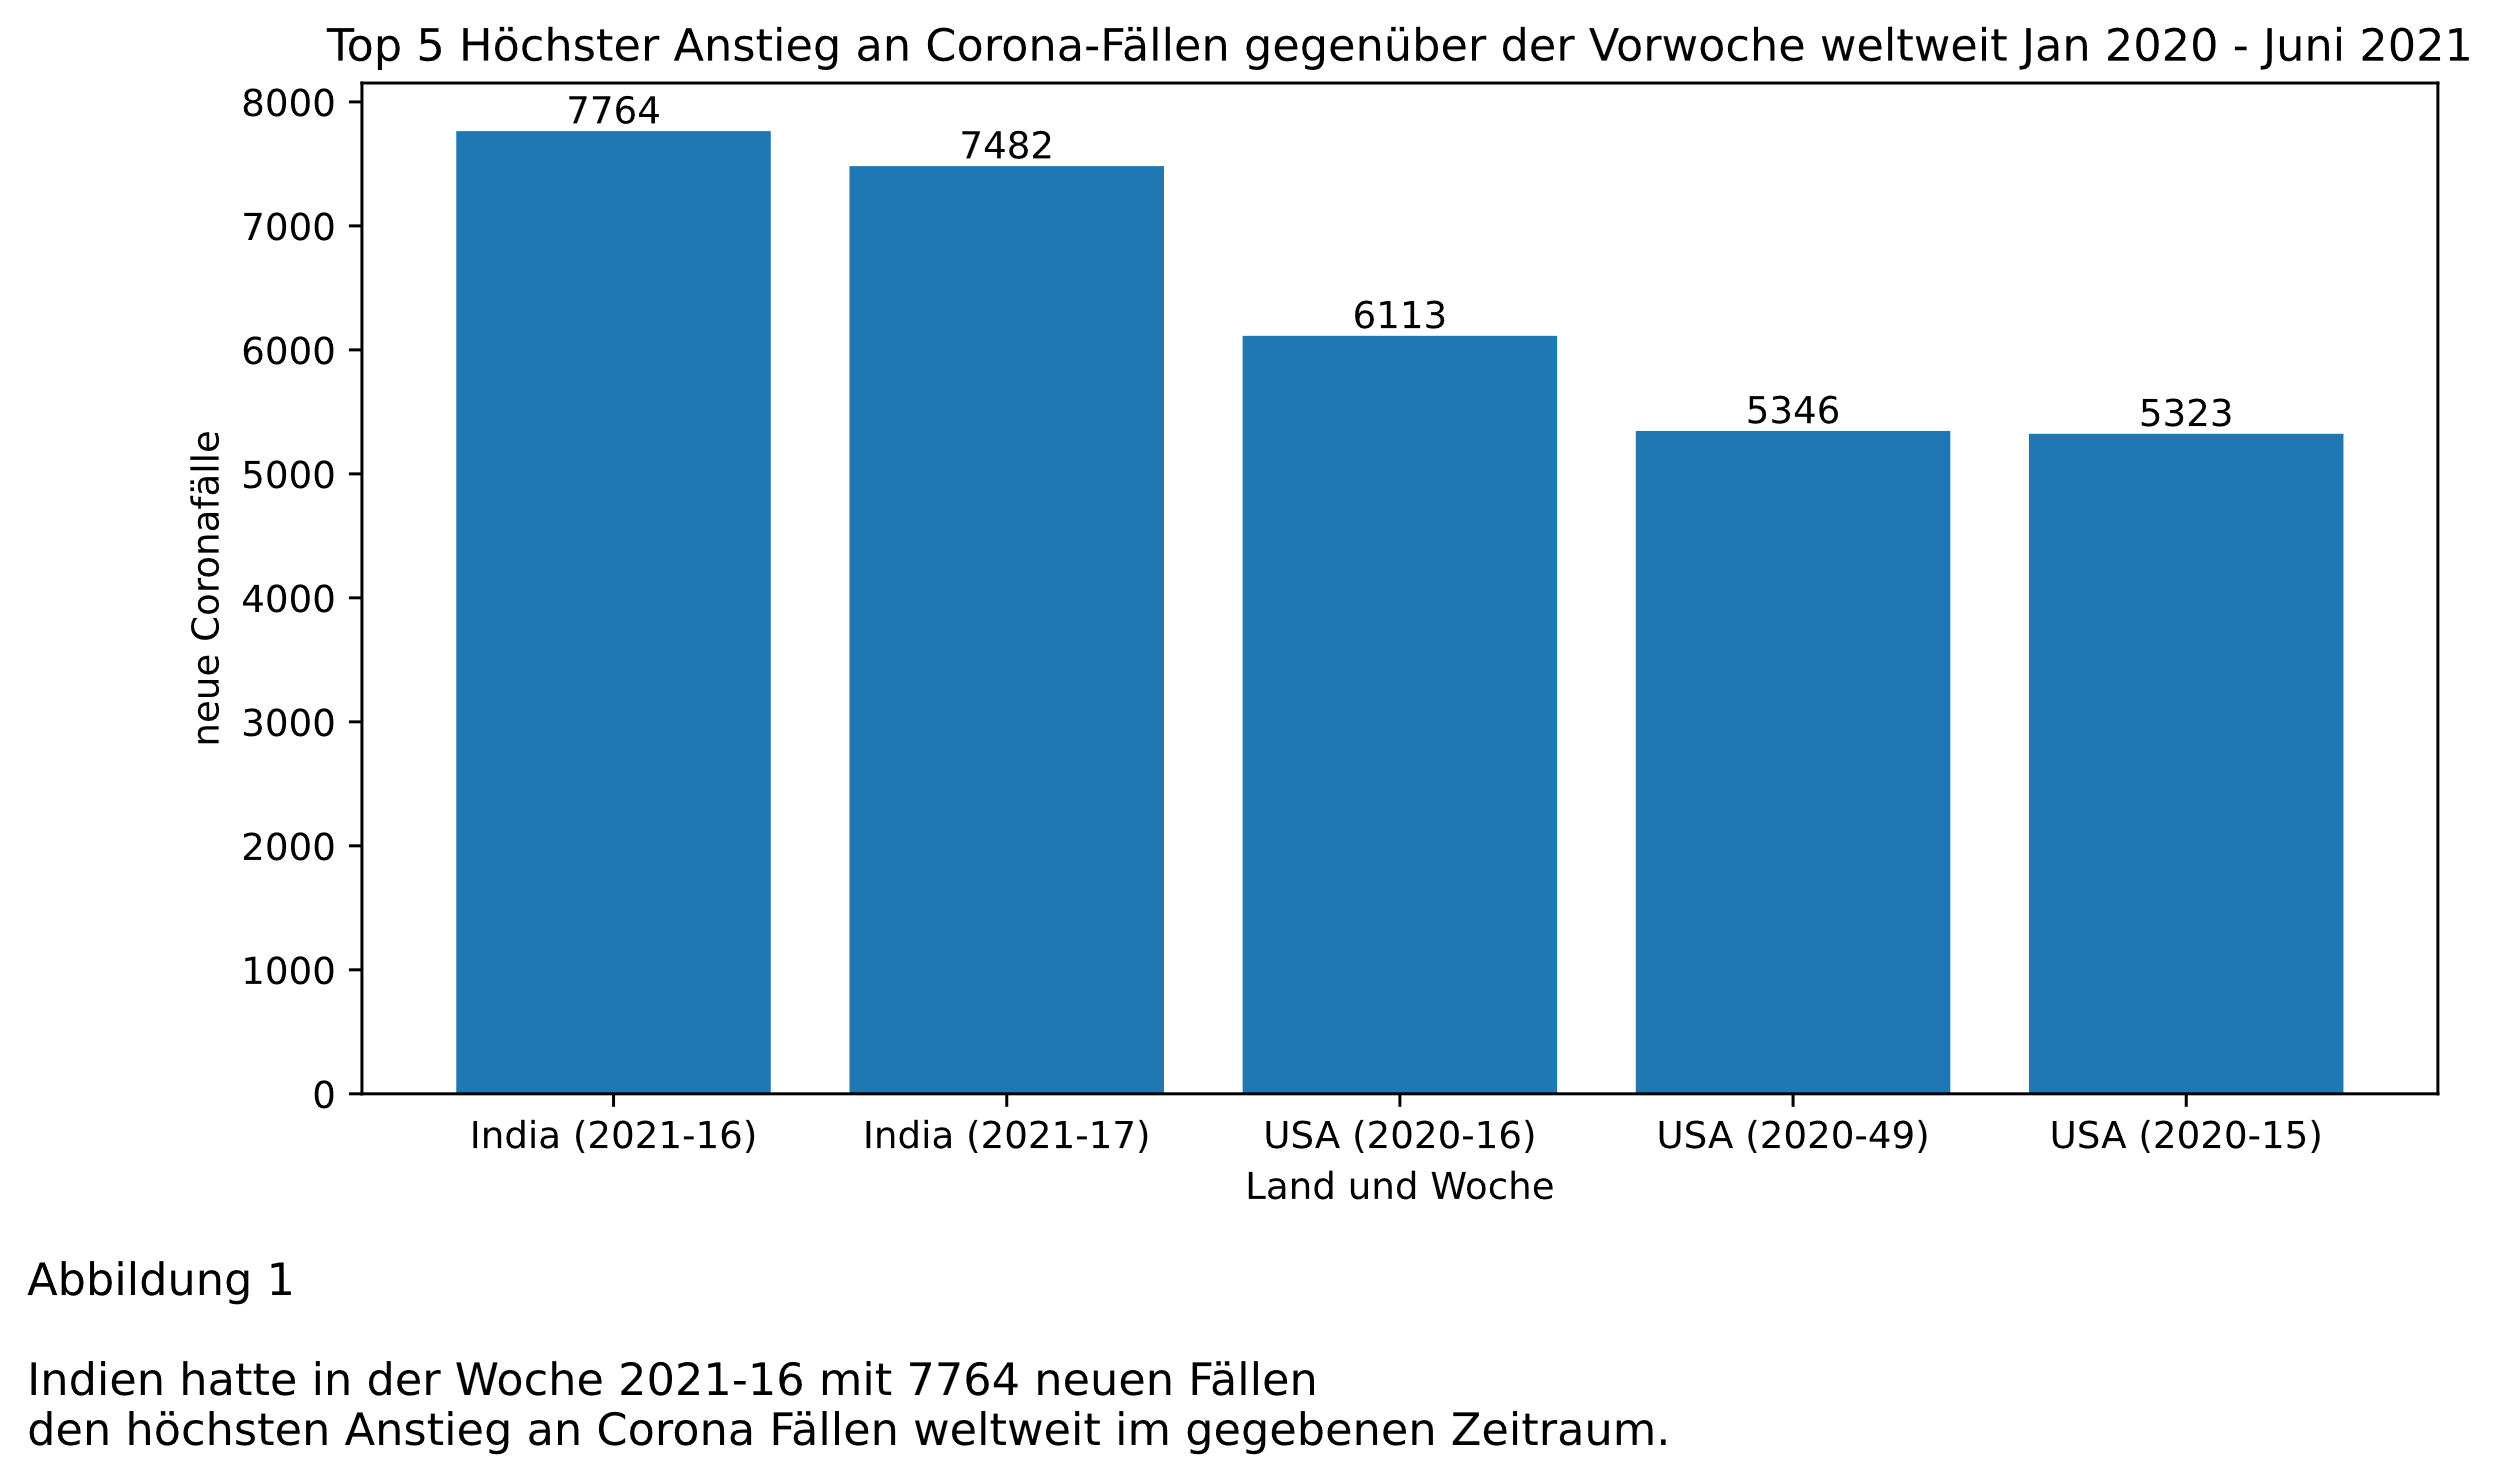 Top 5 Höchster Anstieg an Corona-Fällen gegenüber der Vorwoche weltweit Jan 2020 - Juni 2021
8000
7000
6000
5000
4000
3000
2000
1000
0
neue Coronafälle
7764
7482
6113
5346
5323
India (2021-16)
India (2021-17)
USA (2020-16)
USA (2020-49)
USA (2020-15)
Land und Woche
Abbildung 1
Indien hatte in der Woche 2021-16 mit 7764 neuen Fällen
den höchsten Anstieg an Corona Fällen weltweit im gegebenen Zeitraum.